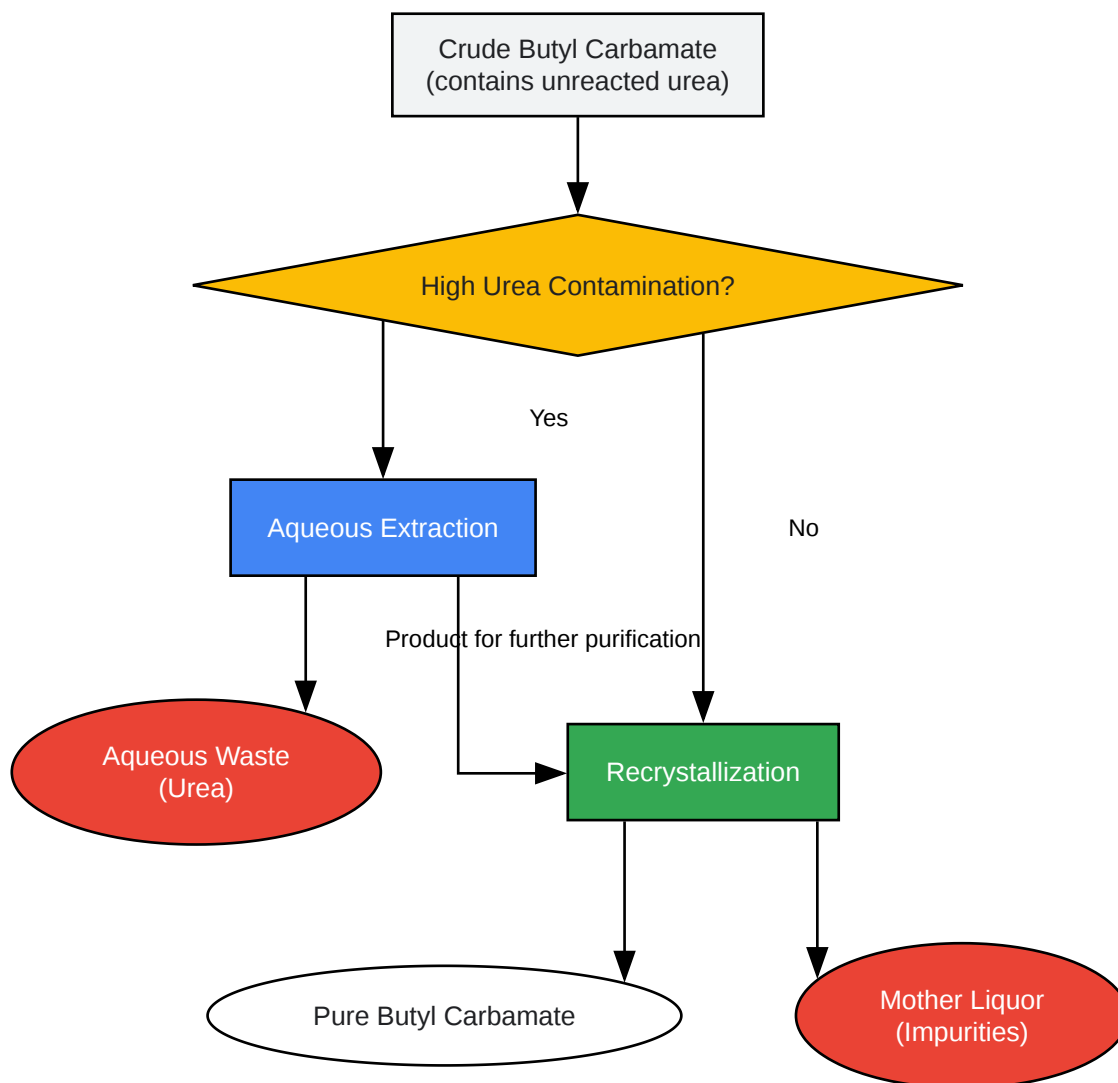 Crude Butyl Carbamate
(contains unreacted urea)
High Urea Contamination?
Yes
Aqueous Extraction
No
Product for further purification
Aqueous Waste
(Urea)
Recrystallization
Pure Butyl Carbamate
Mother Liquor
(Impurities)